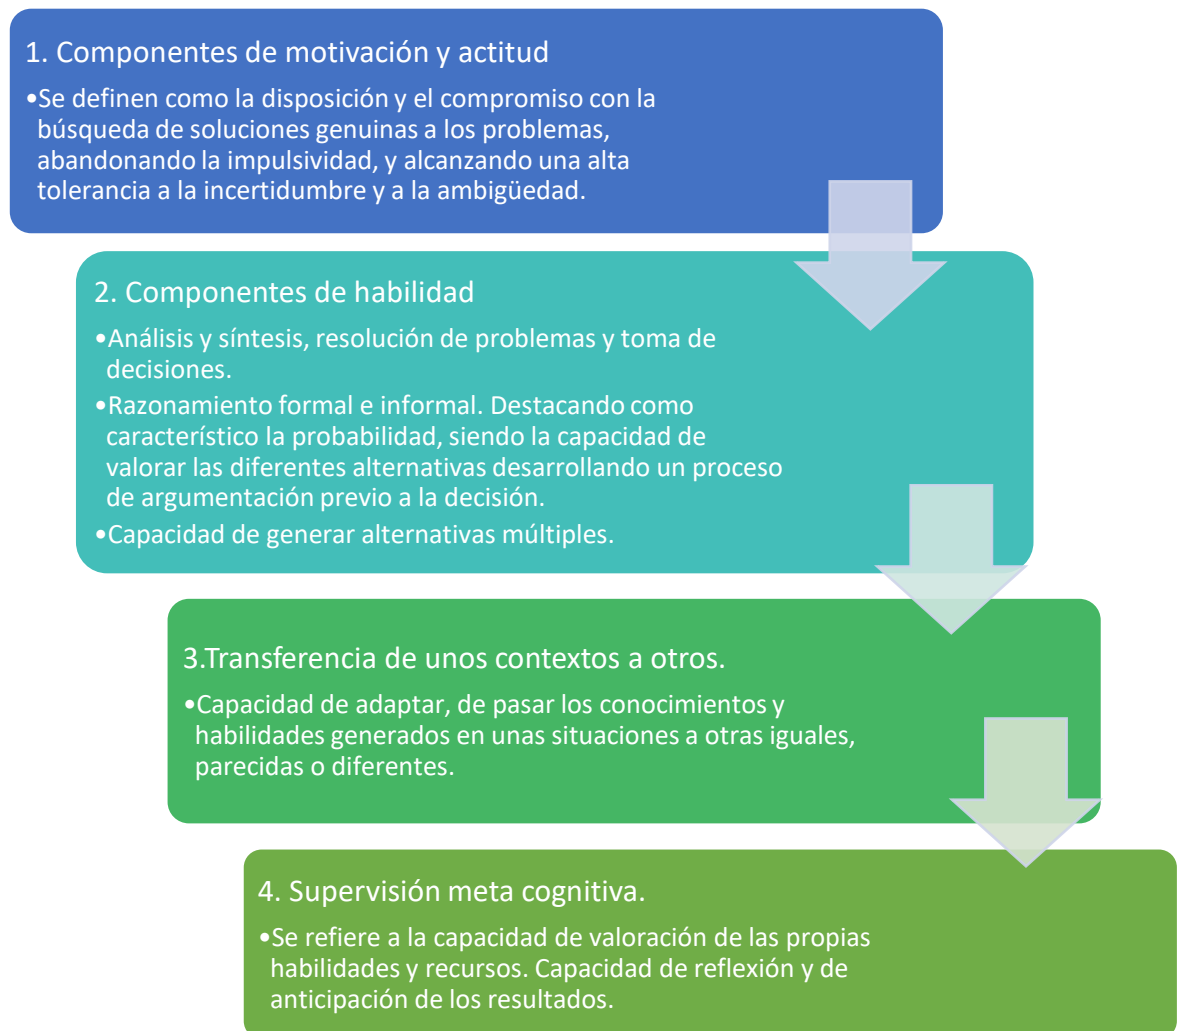 1. Componentes de motivación y actitud
•Se definen como la disposición y el compromiso con la
búsqueda de soluciones genuinas a los problemas,
abandonando la impulsividad, y alcanzando una alta
tolerancia a la incertidumbre y a la ambigüedad.
2. Componentes de habilidad
•Análisis y síntesis, resolución de problemas y toma de
decisiones.
•Razonamiento formal e informal. Destacando como
característico la probabilidad, siendo la capacidad de
valorar las diferentes alternativas desarrollando un proceso
de argumentación previo a la decisión.
•Capacidad de generar alternativas múltiples.
3.Transferencia de unos contextos a otros.
•Capacidad de adaptar, de pasar los conocimientos y
habilidades generados en unas situaciones a otras iguales,
parecidas o diferentes.
4. Supervisión meta cognitiva.
•Se refiere a la capacidad de valoración de las propias
habilidades y recursos. Capacidad de reflexión y de
anticipación de los resultados.